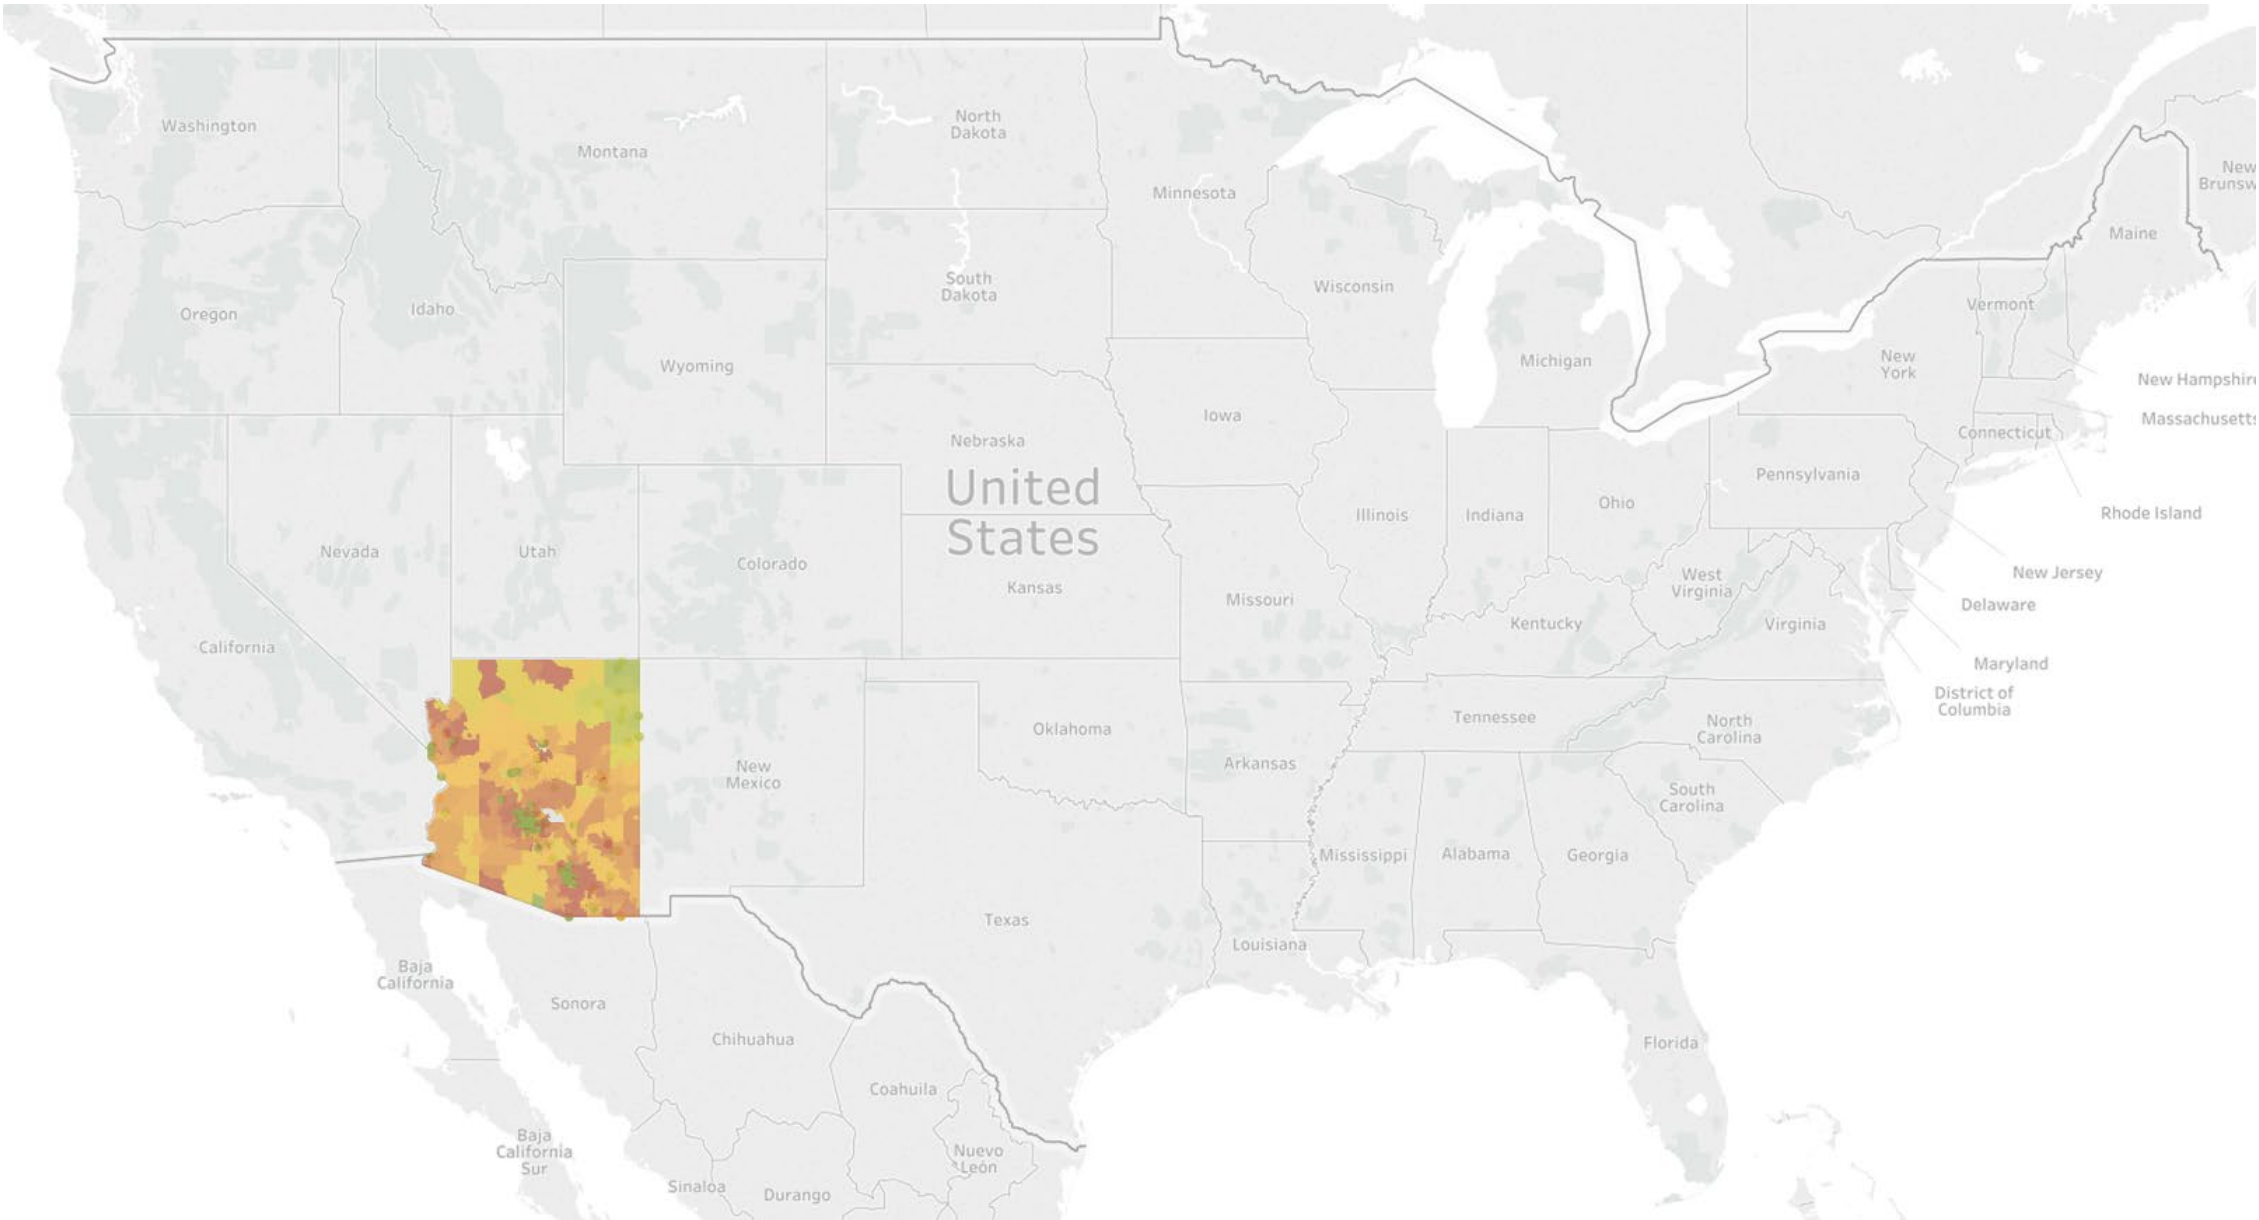 Washington
Montana
North
Dakota
Minnesota
New
Brunsw
Maine
Oregon
Idaho
South
Dakota
Wisconsin
Vermont
Wyoming
Michigan
New
York
New Hampshire
Iowa
Massachusetts
Nebraska
Connecticut
United
States
Pennsylvania
Nevada
Utah
Colorado
Kansas
Missouri
Illinois
Indiana
Ohio
Rhode Island
West
Virginia
New Jersey
Delaware
California
Kentucky
Virginia
Maryland
District of
Columbia
Oklahoma
Tennessee
North
Carolina
New
Mexico
Arkansas
South
Carolina
Mississippi
Alabama
Georgia
Texas
Louisiana
Baja
California
Sonora
Chihuahua
Florida
Coahuila
Baja
California
Sur
Nuevo
León
Sinaloa
Durango